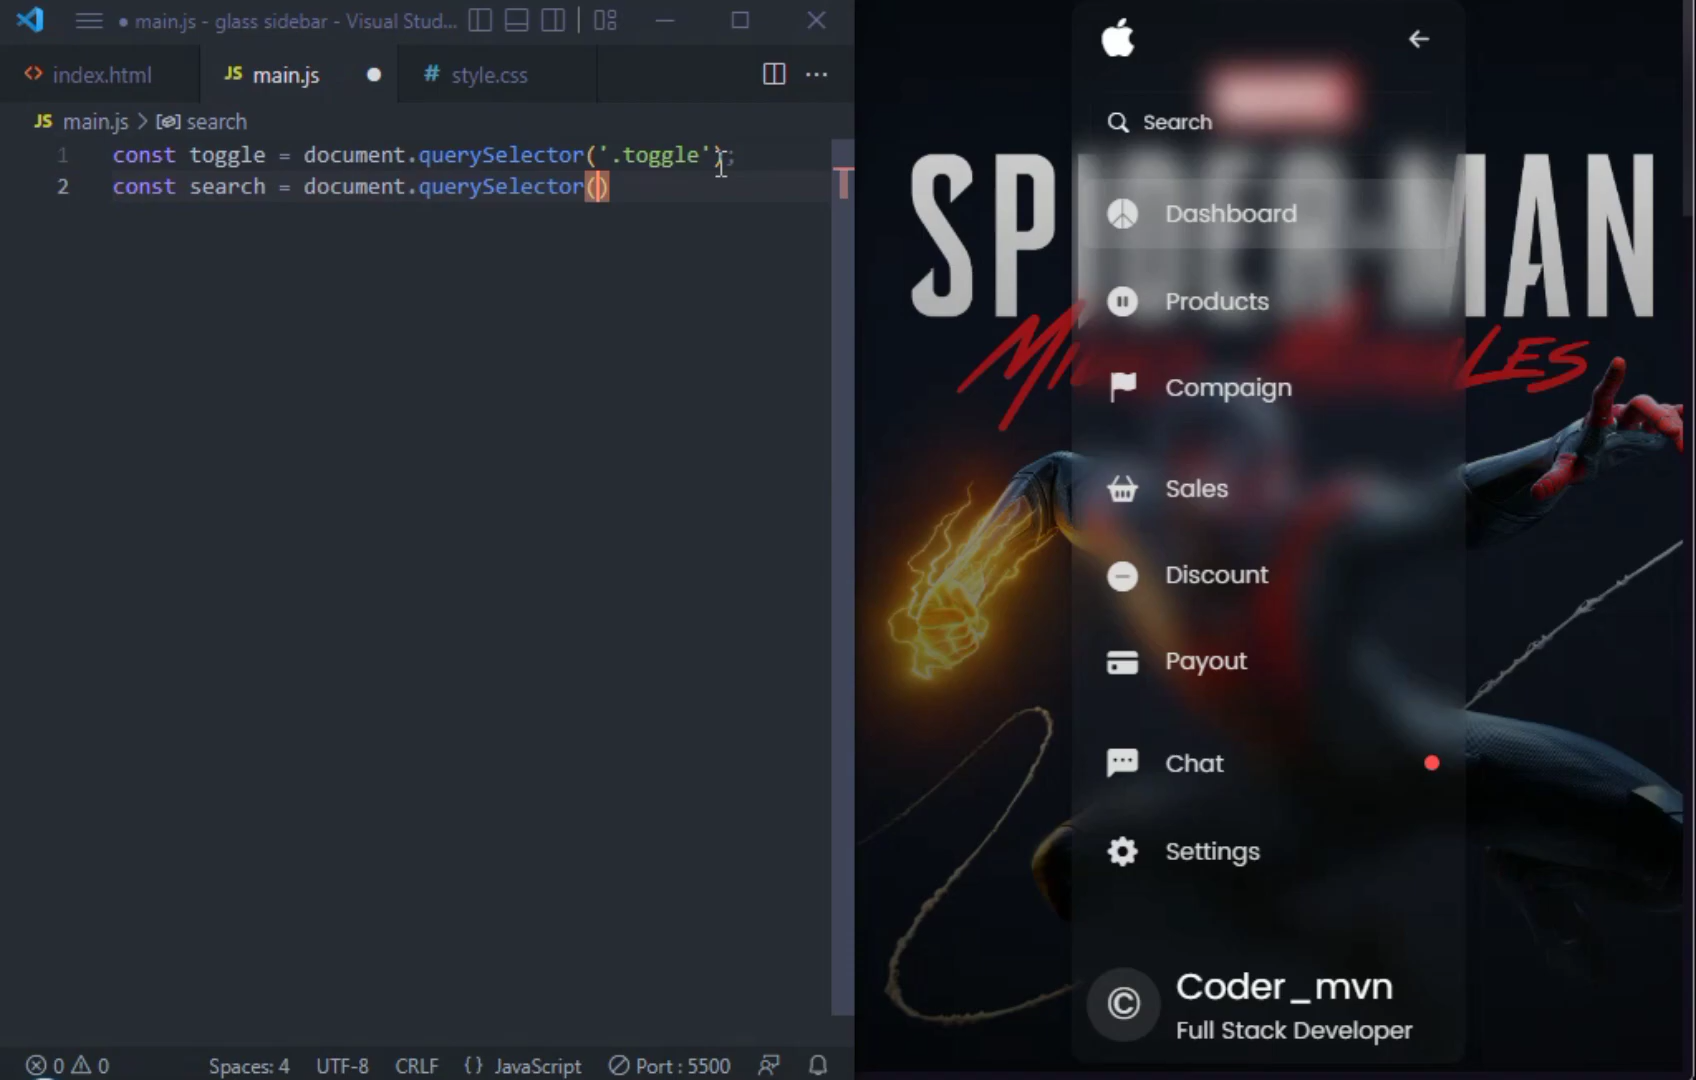 main.js - glass sidebar - Visual Stud...
index.html
JS main.js
# style.css
JS main.js > search
1 const toggle = document.querySelector('.toggle');
2 const search = document.querySelector()
0 0
Spaces: 4
UTF-8
CRLF
{} JavaScript
Port : 5500
Search
SP
MAN
LES
Dashboard
Products
Compaign
Sales
Discount
Payout
Chat
Settings
©
Coder_mvn
Full Stack Developer